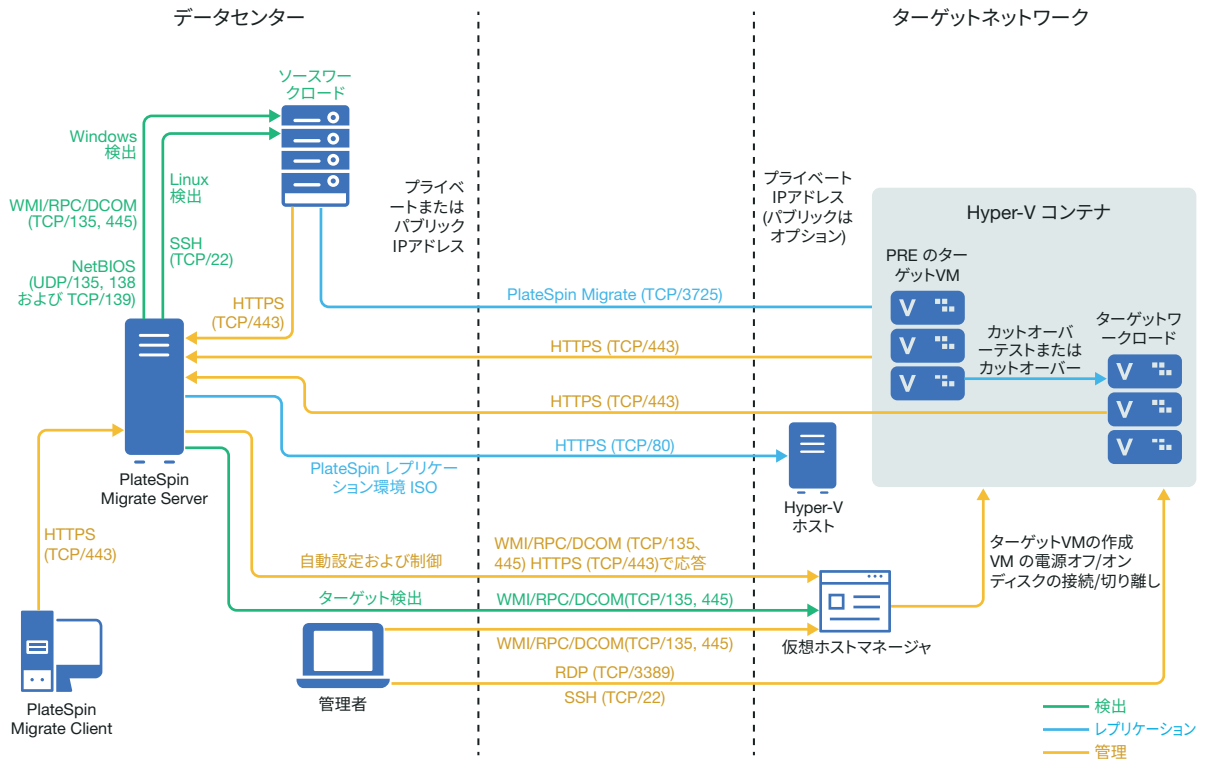 データセンター
ターゲットネットワーク
ソースワー
クロード
Windows
検出
Linux
検出
WMI/RPC/DCOM
(TCP/135, 445)
SSH
(TCP/22)
NetBIOS
(UDP/135, 138
および TCP/139)
HTTPS
(TCP/443)
プライベ
ートまたは
パブリック
IPアドレス
プライベート
IPアドレス
(パブリックは
オプション)
Hyper-V コンテナ
PRE のター
ゲットVM
V
V
V
カットオーバ
ーテストまたは
カットオーバー
ターゲットワ
ークロード
V
V
V
PlateSpin Migrate (TCP/3725)
HTTPS (TCP/443)
HTTPS (TCP/443)
HTTPS (TCP/80)
PlateSpin レプリケー
ション環境 ISO
PlateSpin
Migrate Server
Hyper-V
ホスト
HTTPS
(TCP/443)
自動設定および制御
WMI/RPC/DCOM (TCP/135、
445) HTTPS (TCP/443)で応答
ターゲットVMの作成
VM の電源オフ/オン
ディスクの接続/切り離し
ターゲット検出
WMI/RPC/DCOM(TCP/135, 445)
WMI/RPC/DCOM(TCP/135, 445)
仮想ホストマネージャ
RDP (TCP/3389)
SSH (TCP/22)
管理者
PlateSpin
Migrate Client
検出
レプリケーション
管理